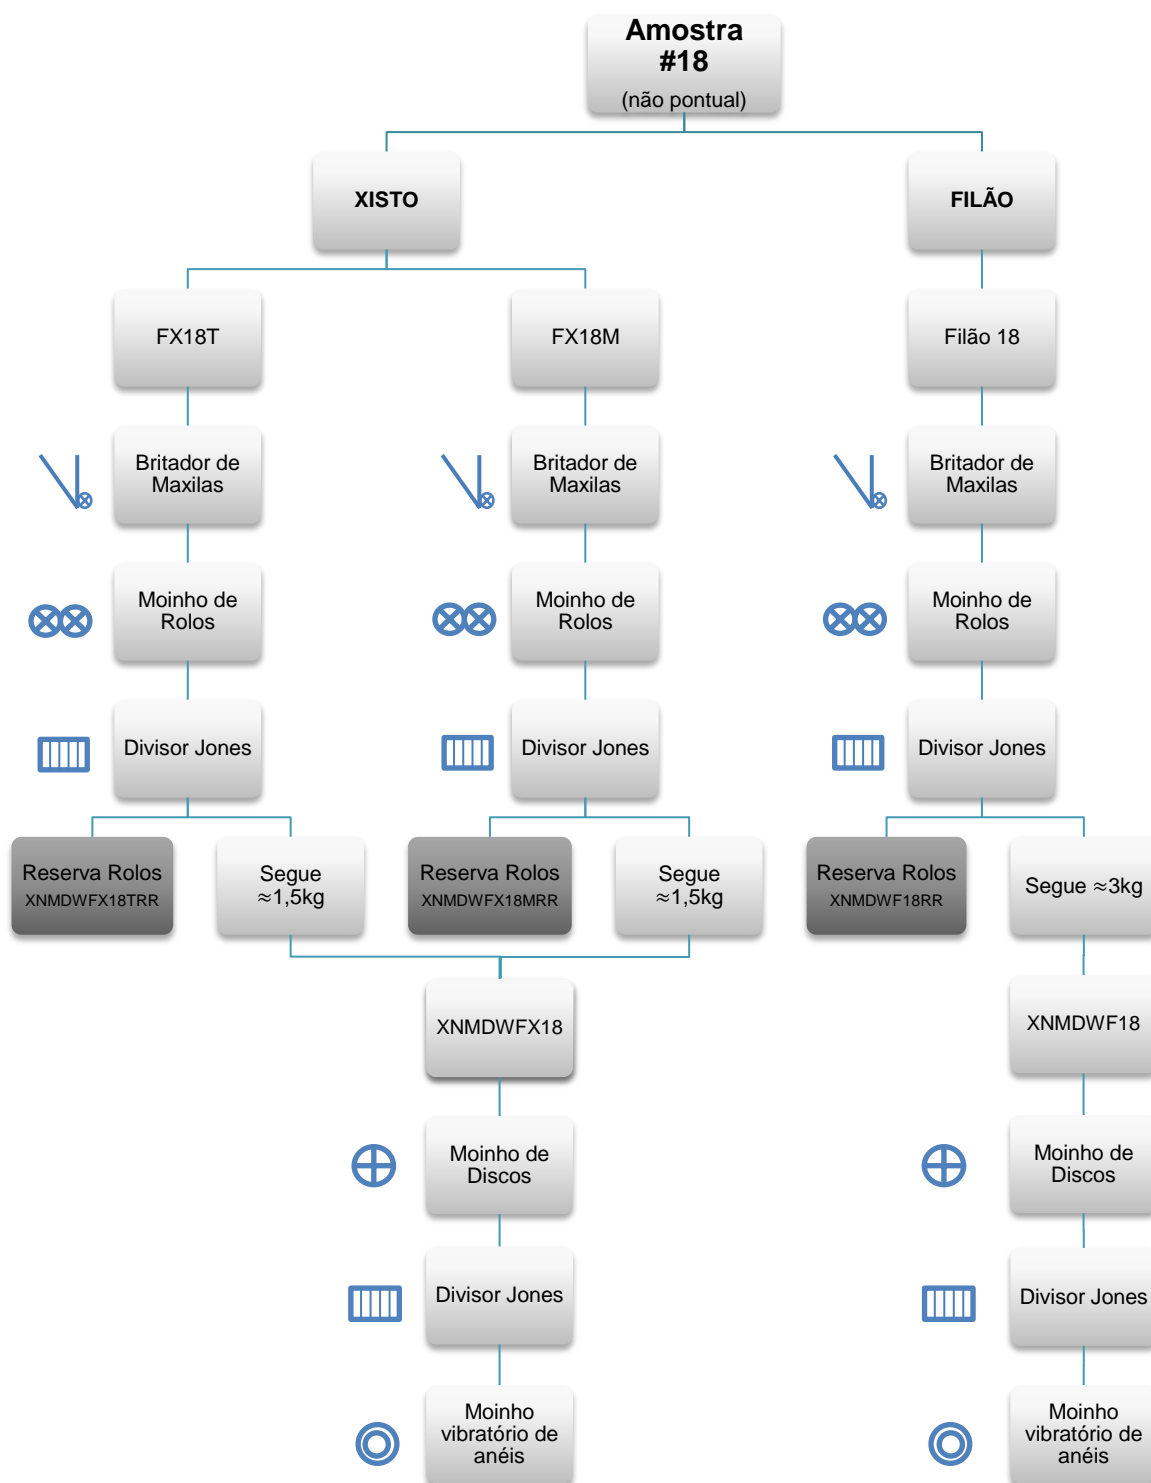 Amostra
#18
(não pontual)
XISTO
FILÃO
FX18T
FX18M
Filão 18
Britador de
Maxilas
Britador de
Maxilas
Britador de
Maxilas
Moinho de
Rolos
Moinho de
Rolos
Moinho de
Rolos
Divisor Jones
Divisor Jones
Divisor Jones
Reserva Rolos
XNMDWFX18TRR
Segue
≈1,5kg
Reserva Rolos
XNMDWFX18MRR
Segue
≈1,5kg
Reserva Rolos
XNMDWF18RR
Segue ≈3kg
XNMDWFX18
XNMDWF18
Moinho de
Discos
Moinho de
Discos
Divisor Jones
Divisor Jones
Moinho
vibratório de
anéis
Moinho
vibratório de
anéis